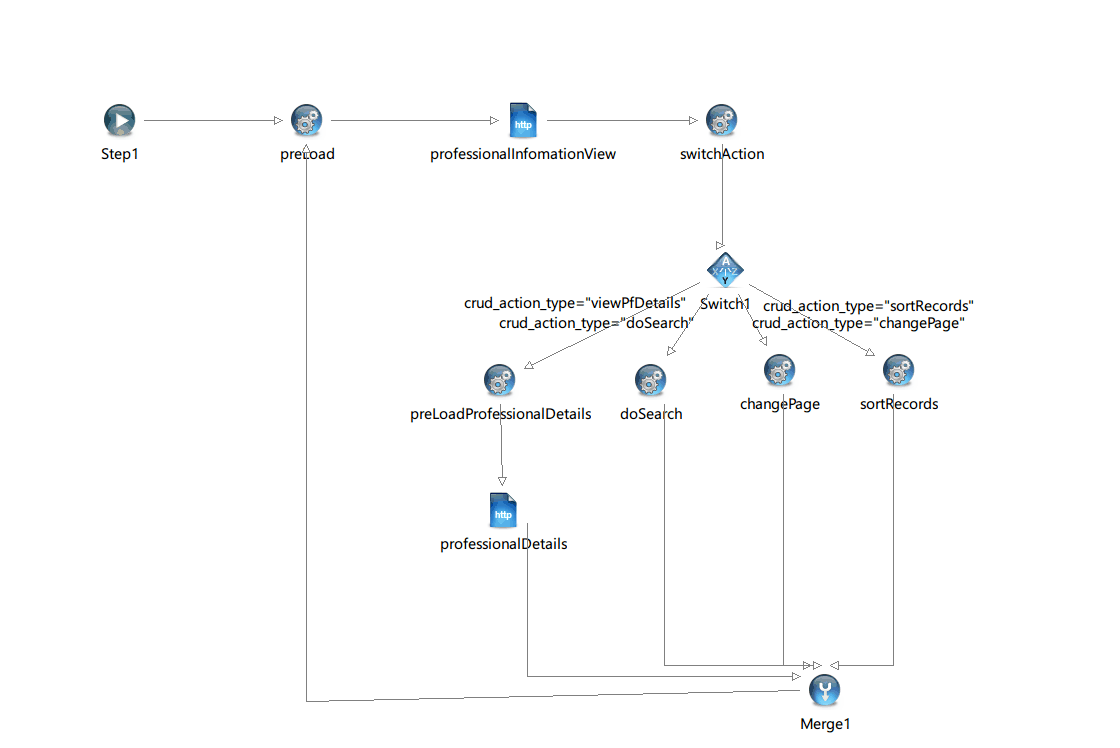 http
Step1
preLoad
professionalInfomationView
switchAction
A
X Z
Y
Switch1
crud_action_type="viewPfDetails"
crud_action_type="sortRecords"
crud_action_type="doSearch"
crud_action_type="changePage"
preLoadProfessionalDetails
doSearch
changePage
sortRecords
http
professionalDetails
Merge1